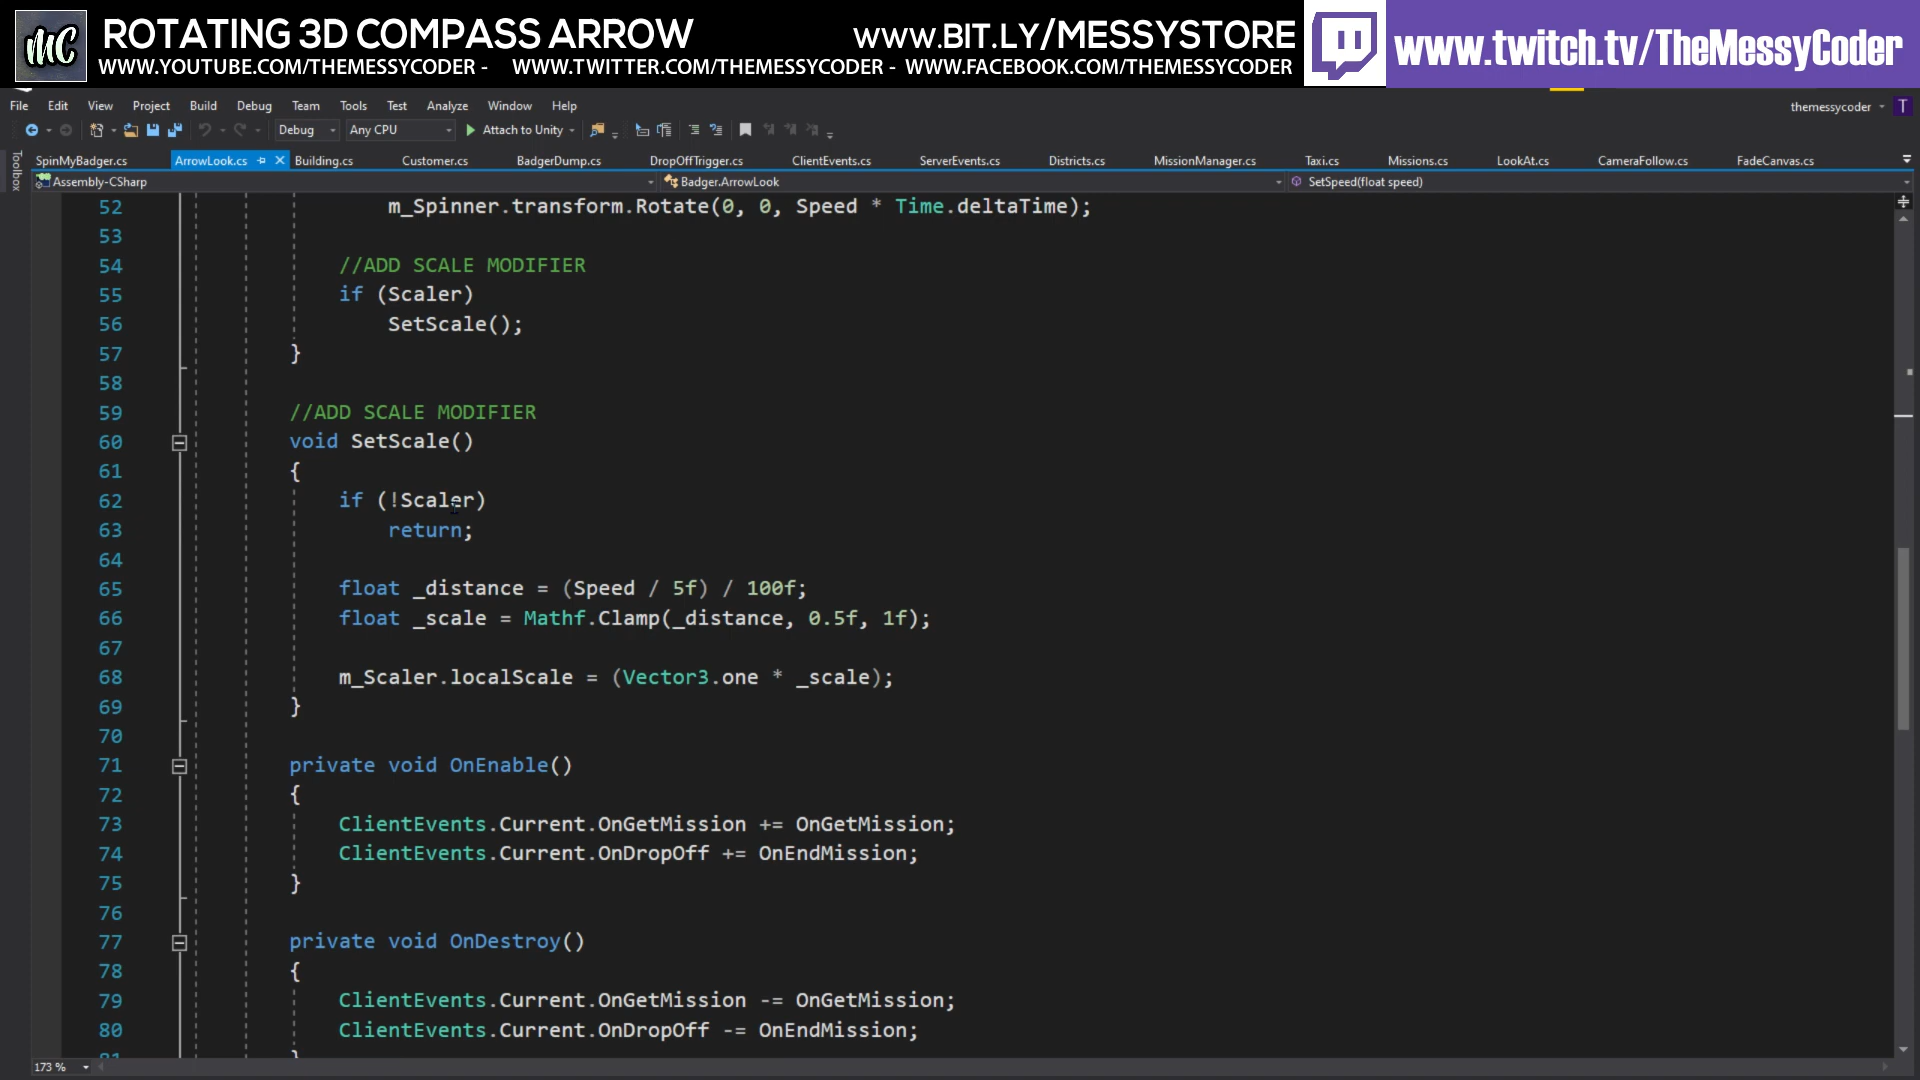 MC ROTATING 3D COMPASS ARROW WWW.BIT.LY/MESSYSTORE www.twitch.tv/TheMessyCoder
WWW.YOUTUBE.COM/THEMESSYCODER - WWW.TWITTER.COM/THEMESSYCODER - WWW.FACEBOOK.COM/THEMESSYCODER
File Edit View Project Build Debug Team Tools Test Analyze Window Help themessycoder T
Debug Any CPU Attach to Unity
Toolbox
SpinMyBadger.cs ArrowLook.cs Building.cs Customer.cs BadgerDump.cs DropOffTrigger.cs ClientEvents.cs ServerEvents.cs Districts.cs MissionManager.cs Taxi.cs Missions.cs LookAt.cs CameraFollow.cs FadeCanvas.cs
Assembly-CSharp Badger.ArrowLook SetSpeed(float speed)
52 m_Spinner.transform.Rotate(0, 0, Speed * Time.deltaTime);
53
54 //ADD SCALE MODIFIER
55 if (Scaler)
56 SetScale();
57 }
58
59 //ADD SCALE MODIFIER
60 void SetScale()
61 {
62 if (!Scaler)
63 return;
64
65 float _distance = (Speed / 5f) / 100f;
66 float _scale = Mathf.Clamp(_distance, 0.5f, 1f);
67
68 m_Scaler.localScale = (Vector3.one * _scale);
69 }
70
71 private void OnEnable()
72 {
73 ClientEvents.Current.OnGetMission += OnGetMission;
74 ClientEvents.Current.OnDropOff += OnEndMission;
75 }
76
77 private void OnDestroy()
78 {
79 ClientEvents.Current.OnGetMission -= OnGetMission;
80 ClientEvents.Current.OnDropOff -= OnEndMission;
81 }
173 %